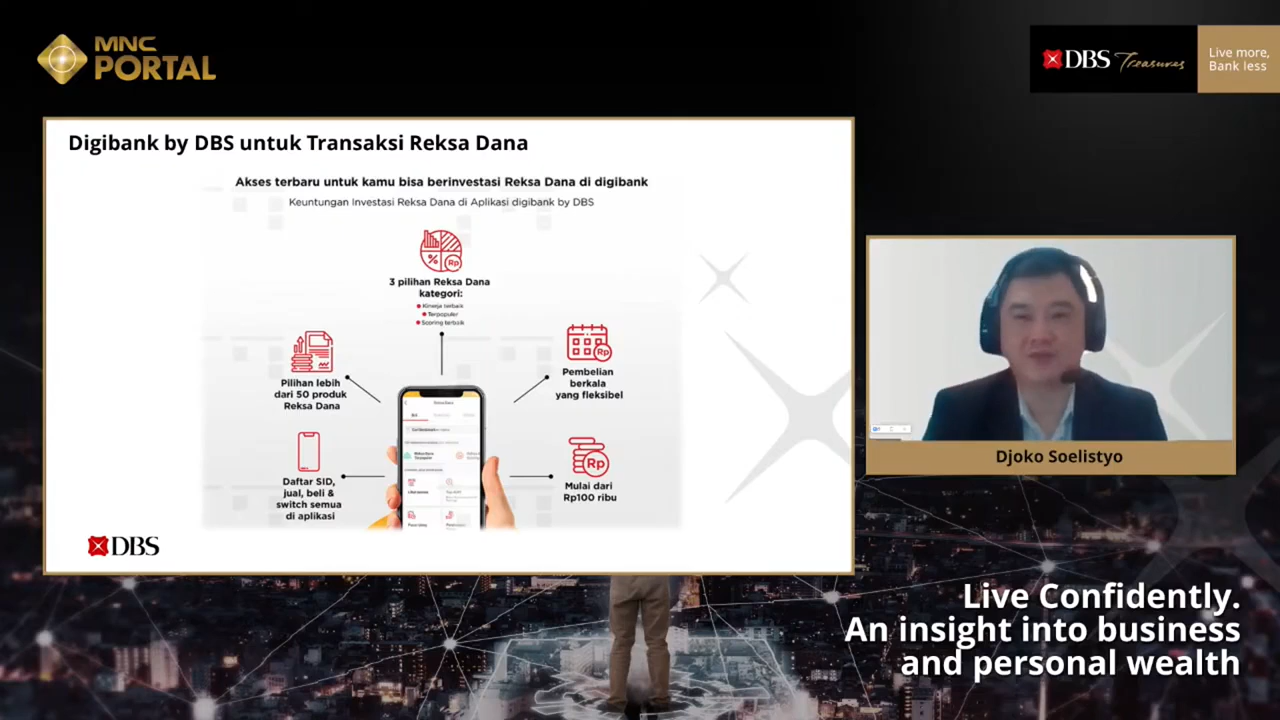 MNC
PORTAL
DBS Treasures
Live more,
Bank less
Digibank by DBS untuk Transaksi Reksa Dana
Akses terbaru untuk kamu bisa berinvestasi Reksa Dana di digibank
Keuntungan Investasi Reksa Dana di Aplikasi digibank by DBS
%
Rp
3 pilihan Reksa Dana
kategori:
Kinerja terbaik
Terpopuler
Scoring terbaik
Pilihan lebih
dari 50 produk
Reksa Dana
Rp
Pembelian
berkala
yang fleksibel
Daftar SID,
jual, beli &
switch semua
di aplikasi
Rp
Mulai dari
Rp100 ribu
DBS
Djoko Soelistyo
Live Confidently.
An insight into business
and personal wealth